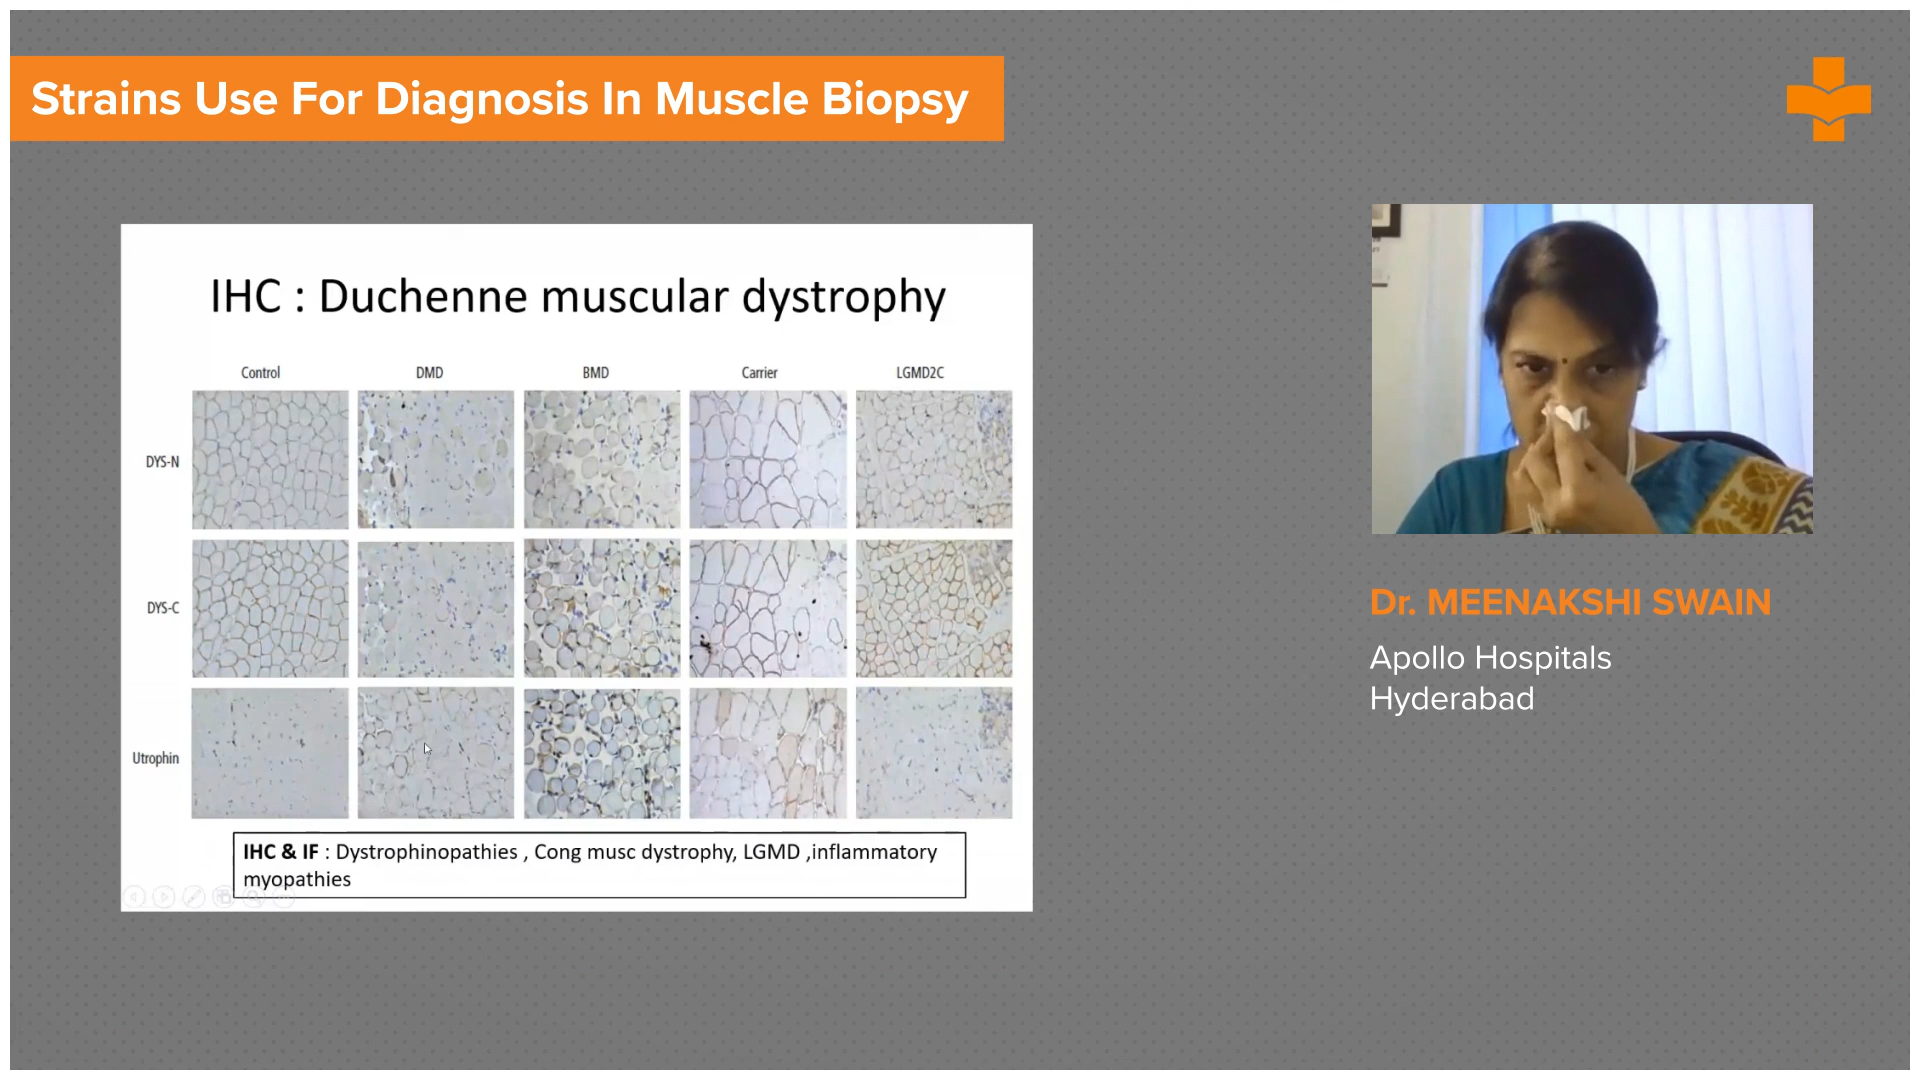 Strains Use For Diagnosis In Muscle Biopsy
IHC : Duchenne muscular dystrophy
Control DMD BMD Carrier LGMD2C
DYS-N
DYS-C
Utrophin
IHC & IF : Dystrophinopathies , Cong musc dystrophy, LGMD ,inflammatory
myopathies
Dr. MEENAKSHI SWAIN
Apollo Hospitals
Hyderabad